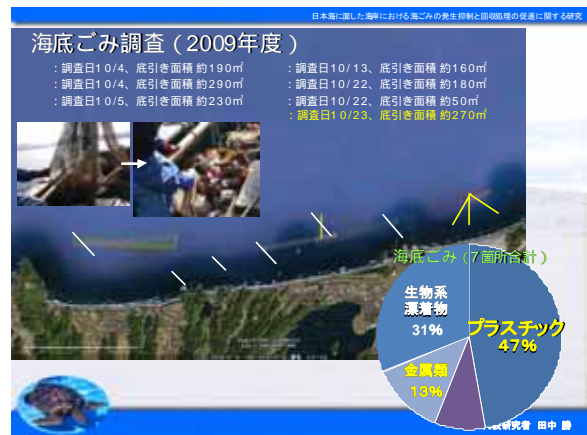 日本海に面した海岸における海ごみの発生抑制と回収処理の促進に関する研究
海底ごみ調査（2009年度）
：調査日10/4、底引き面積 約190㎡
：調査日10/4、底引き面積 約290㎡
：調査日10/5、底引き面積 約230㎡
：調査日10/13、底引き面積 約160㎡
：調査日10/22、底引き面積 約180㎡
：調査日10/22、底引き面積 約50㎡
：調査日10/23、底引き面積 約270㎡
海底ごみ（7箇所合計）
生物系
漂着物
31%
プラスチック
47%
金属類
13%
研究者 田中 勝